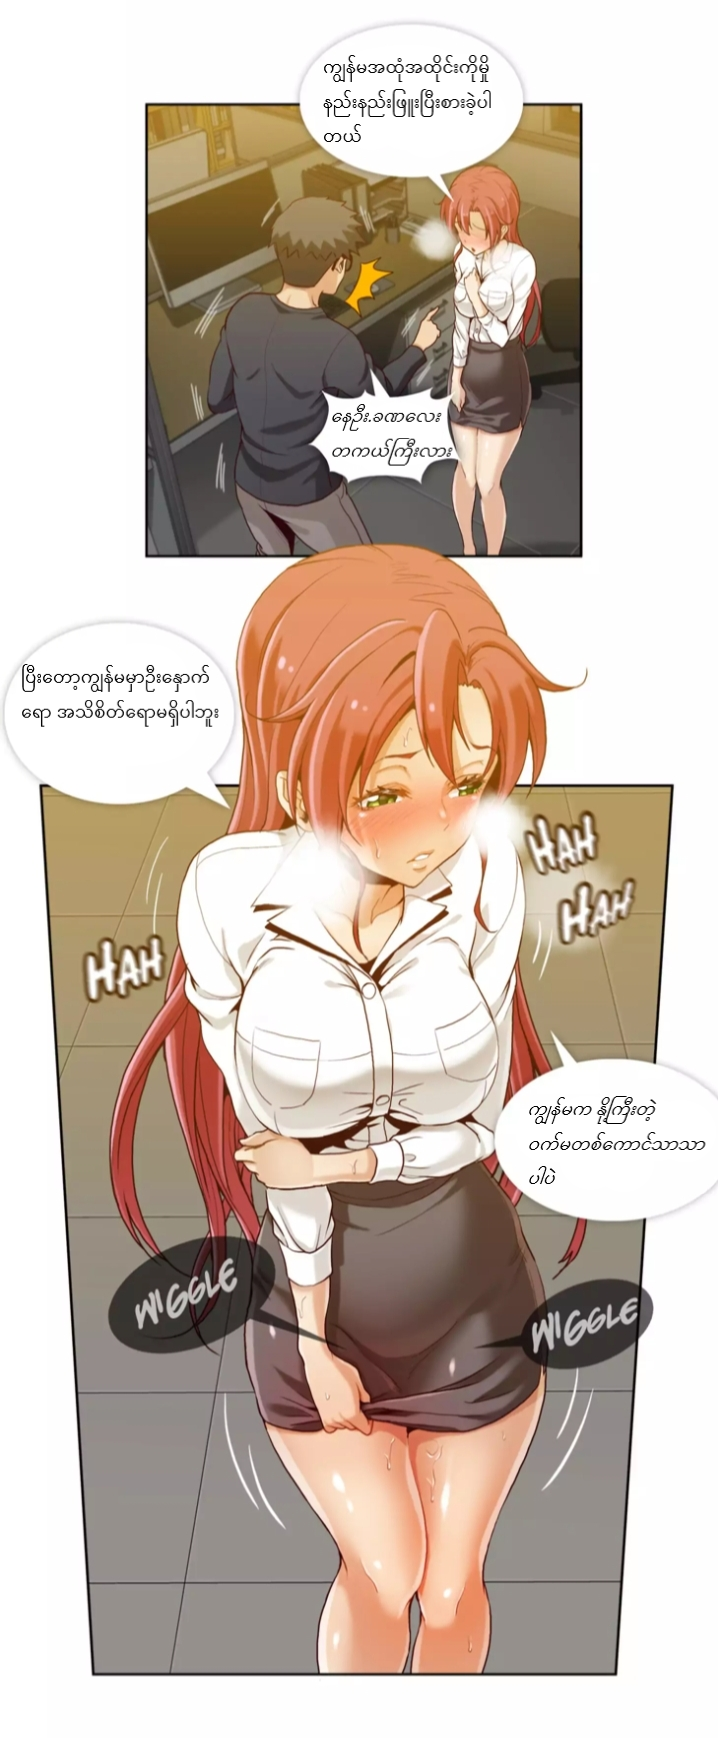 ကျွန်မအထုံအထိုင်းကိုမှို
နည်းနည်းဖြူးပြီးစားခဲ့ပါ
တယ်
နေဦး.ခဏလေး
တကယ်ကြီးလား
ပြီးတော့ကျွန်မမှာဦးနှောက်
ရော အသိစိတ်ရောမရှိပါဘူး
HAH
HAH
HAH
ကျွန်မက နို့ကြီးတဲ့
ဝက်မတစ်ကောင်သာသာ
ပါပဲ
WIGGLE
WIGGLE